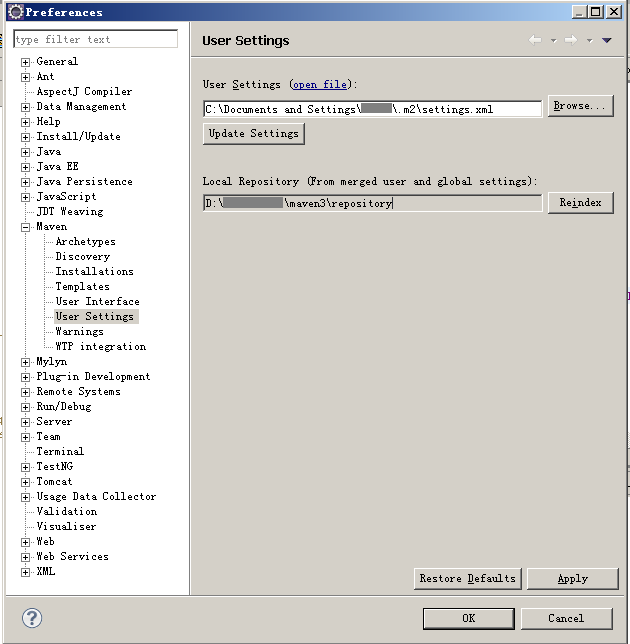 Preferences
type filter text
General
Ant
AspectJ Compiler
Data Management
Help
Install/Update
Java
Java EE
Java Persistence
JavaScript
JDT Weaving
Maven
Archetypes
Discovery
Installations
Templates
User Interface
User Settings
Warnings
WTP integration
Mylyn
Plug-in Development
Remote Systems
Run/Debug
Server
Team
Terminal
TestNG
Tomcat
Usage Data Collector
Validation
Visualiser
Web
Web Services
XML
User Settings
User Settings (open file):
C:\Documents and Settings\ \.m2\settings.xml
Browse...
Update Settings
Local Repository (From merged user and global settings):
D:\ \maven3\repository
Reindex
Restore Defaults
Apply
?
OK
Cancel